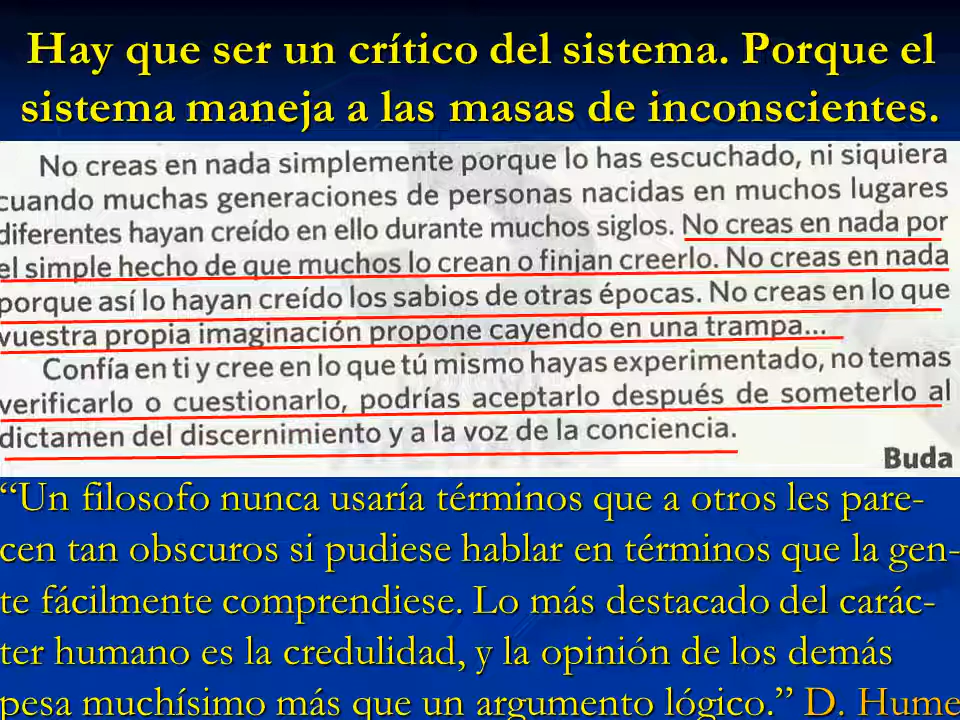 Hay que ser un crítico del sistema. Porque el
sistema maneja a las masas de inconscientes.
No creas en nada simplemente porque lo has escuchado, ni siquiera
cuando muchas generaciones de personas nacidas en muchos lugares
diferentes hayan creído en ello durante muchos siglos. No creas en nada por
el simple hecho de que muchos lo crean o finjan creerlo. No creas en nada
porque así lo hayan creído los sabios de otras épocas. No creas en lo que
vuestra propia imaginación propone cayendo en una trampa...
Confía en ti y cree en lo que tú mismo hayas experimentado, no temas
verificarlo o cuestionarlo, podrías aceptarlo después de someterlo al
dictamen del discernimiento y a la voz de la conciencia.
Buda
“Un filosofo nunca usaría términos que a otros les pare-
cen tan obscuros si pudiese hablar en términos que la gen-
te fácilmente comprendiese. Lo más destacado del carác-
ter humano es la credulidad, y la opinión de los demás
pesa muchísimo más que un argumento lógico.” D. Hume